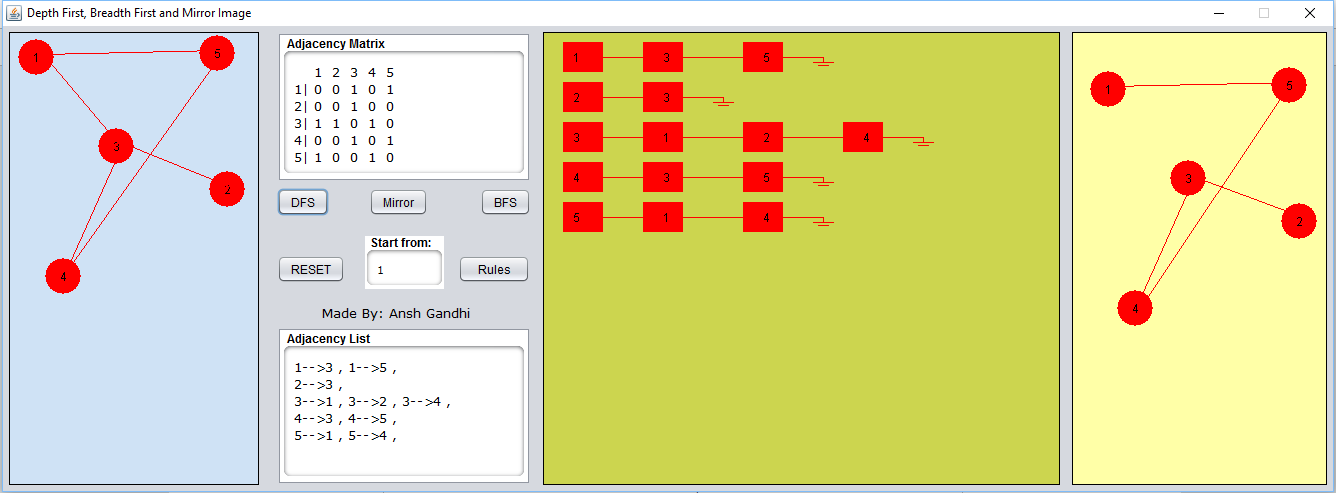 Depth First, Breadth First and Mirror Image
1
5
3
2
4
Adjacency Matrix
1 2 3 4 5
1| 0 0 1 0 1
2| 0 0 1 0 0
3| 1 1 0 1 0
4| 0 0 1 0 1
5| 1 0 0 1 0
DFS Mirror BFS
Start from:
RESET 1 Rules
Made By: Ansh Gandhi
Adjacency List
1-->3 , 1-->5 ,
2-->3 ,
3-->1 , 3-->2 , 3-->4 ,
4-->3 , 4-->5 ,
5-->1 , 5-->4 ,
1 3 5
2 3
3 1 2 4
4 3 5
5 1 4
1
5
3
2
4